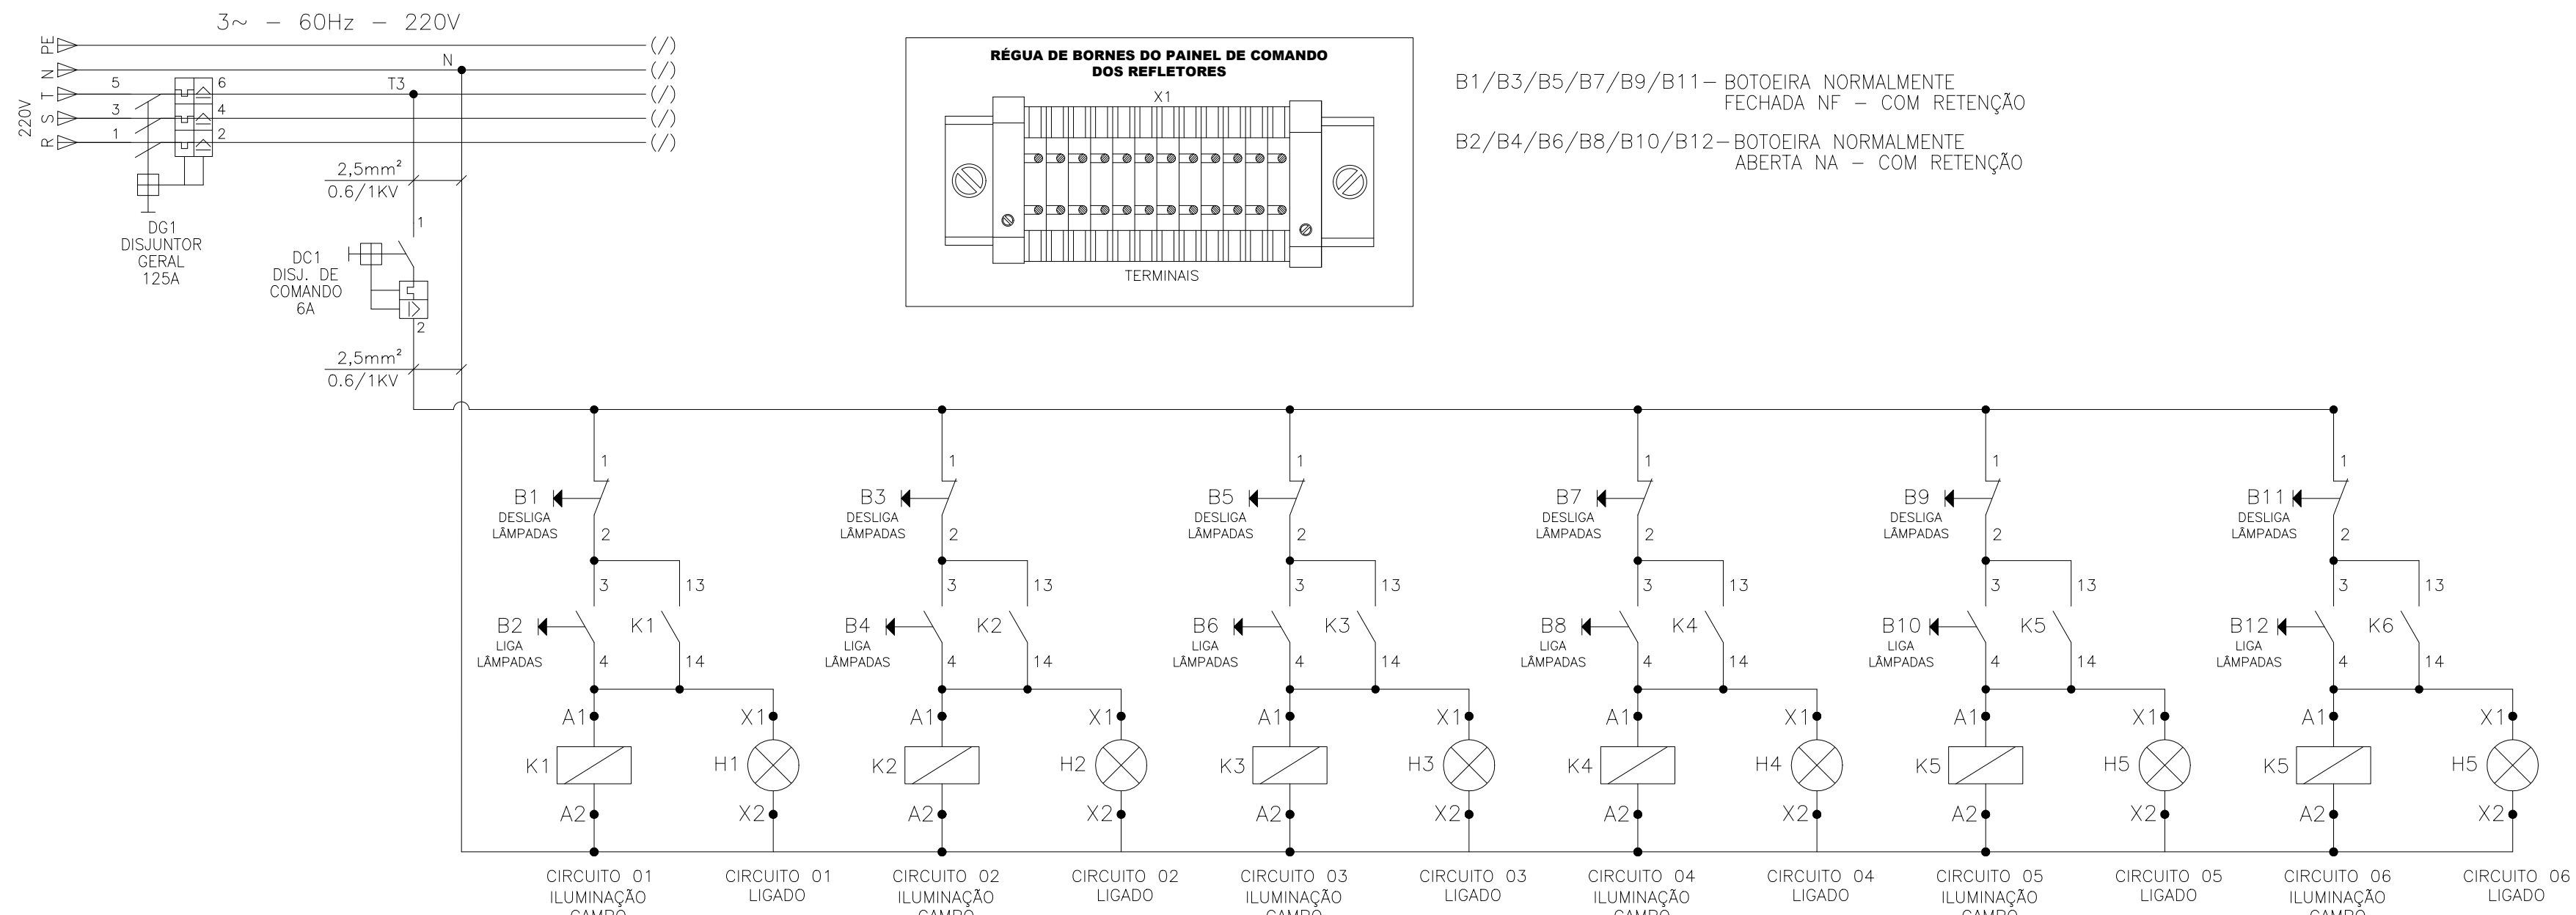 3~ - 60Hz - 220V
PE
N
T
S
R
220V
5
3
1
6
4
2
N
T3
(/)
(/)
(/)
(/)
(/)
2,5mm²
0.6/1KV
DG1
DISJUNTOR
GERAL
125A
1
DC1
DISJ. DE
COMANDO
6A
2
2,5mm²
0.6/1KV
RÉGUA DE BORNES DO PAINEL DE COMANDO
DOS REFLETORES
X1
TERMINAIS
B1/B3/B5/B7/B9/B11- BOTOEIRA NORMALMENTE
FECHADA NF - COM RETENÇÃO
B2/B4/B6/B8/B10/B12-BOTOEIRA NORMALMENTE
ABERTA NA - COM RETENÇÃO
1
B1
DESLIGA
LÂMPADAS
2
3
13
B2
LIGA
LÂMPADAS
K1
4
14
A1
X1
K1
H1
A2
X2
CIRCUITO 01
ILUMINAÇÃO
CAMPO
CIRCUITO 01
LIGADO
1
B3
DESLIGA
LÂMPADAS
2
3
13
B4
LIGA
LÂMPADAS
K2
4
14
A1
X1
K2
H2
A2
X2
CIRCUITO 02
ILUMINAÇÃO
CAMPO
CIRCUITO 02
LIGADO
1
B5
DESLIGA
LÂMPADAS
2
3
13
B6
LIGA
LÂMPADAS
K3
4
14
A1
X1
K3
H3
A2
X2
CIRCUITO 03
ILUMINAÇÃO
CAMPO
CIRCUITO 03
LIGADO
1
B7
DESLIGA
LÂMPADAS
2
3
13
B8
LIGA
LÂMPADAS
K4
4
14
A1
X1
K4
H4
A2
X2
CIRCUITO 04
ILUMINAÇÃO
CAMPO
CIRCUITO 04
LIGADO
1
B9
DESLIGA
LÂMPADAS
2
3
13
B10
LIGA
LÂMPADAS
K5
4
14
A1
X1
K5
H5
A2
X2
CIRCUITO 05
ILUMINAÇÃO
CAMPO
CIRCUITO 05
LIGADO
1
B11
DESLIGA
LÂMPADAS
2
3
13
B12
LIGA
LÂMPADAS
K6
4
14
A1
X1
K5
H5
A2
X2
CIRCUITO 06
ILUMINAÇÃO
CAMPO
CIRCUITO 06
LIGADO